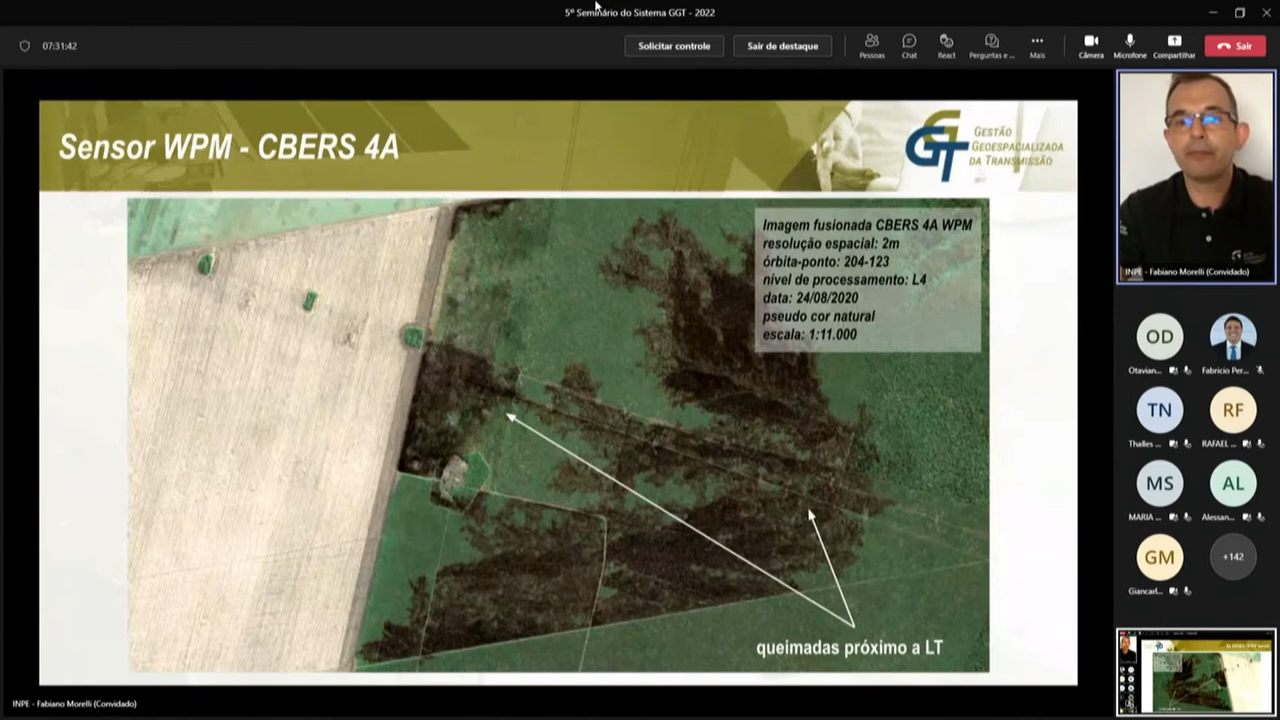 5º Seminário do Sistema GGT - 2022
07:31:42
Solicitar controle
Sair de destaque
Pessoas
Chat
React
Perguntas e ...
Mais
Câmera
Microfone
Compartilhar
Sair
Sensor WPM - CBERS 4A
GGT
GESTÃO
GEOESPACIALIZADA
DA TRANSMISSÃO
Imagem fusionada CBERS 4A WPM
resolução espacial: 2m
órbita-ponto: 204-123
nível de processamento: L4
data: 24/08/2020
pseudo cor natural
escala: 1:11.000
queimadas próximo a LT
INPE - Fabiano Morelli (Convidado)
OD
Otavian...
Fabricio Per...
TN
Thalles ...
RF
RAFAEL ...
MS
MARIA ...
AL
Alessan...
GM
Giancarl...
+142
INPE - Fabiano Morelli (Convidado)